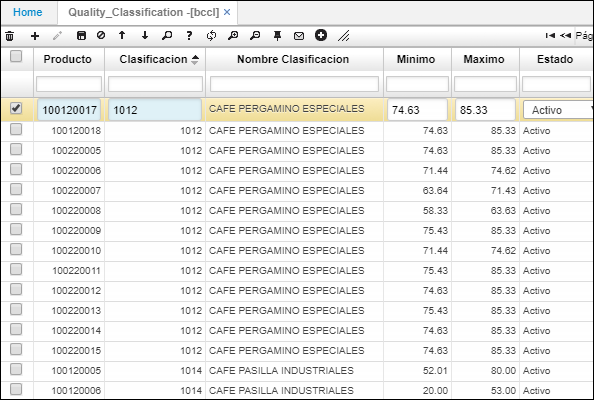 Home Quality_Classification -[bccl] ×
Pág
Producto Clasificacion Nombre Clasificacion Minimo Maximo Estado
100120017 1012 CAFE PERGAMINO ESPECIALES 74.63 85.33 Activo
100120018 1012 CAFE PERGAMINO ESPECIALES 74.63 85.33 Activo
100220005 1012 CAFE PERGAMINO ESPECIALES 74.63 85.33 Activo
100220006 1012 CAFE PERGAMINO ESPECIALES 71.44 74.62 Activo
100220007 1012 CAFE PERGAMINO ESPECIALES 63.64 71.43 Activo
100220008 1012 CAFE PERGAMINO ESPECIALES 58.33 63.63 Activo
100220009 1012 CAFE PERGAMINO ESPECIALES 75.43 85.33 Activo
100220010 1012 CAFE PERGAMINO ESPECIALES 71.44 74.62 Activo
100220011 1012 CAFE PERGAMINO ESPECIALES 75.43 85.33 Activo
100220012 1012 CAFE PERGAMINO ESPECIALES 74.63 85.33 Activo
100220013 1012 CAFE PERGAMINO ESPECIALES 75.43 85.33 Activo
100220014 1012 CAFE PERGAMINO ESPECIALES 74.63 85.33 Activo
100220015 1012 CAFE PERGAMINO ESPECIALES 74.63 85.33 Activo
100120005 1014 CAFE PASILLA INDUSTRIALES 52.01 80.00 Activo
100120006 1014 CAFE PASILLA INDUSTRIALES 20.00 53.00 Activo